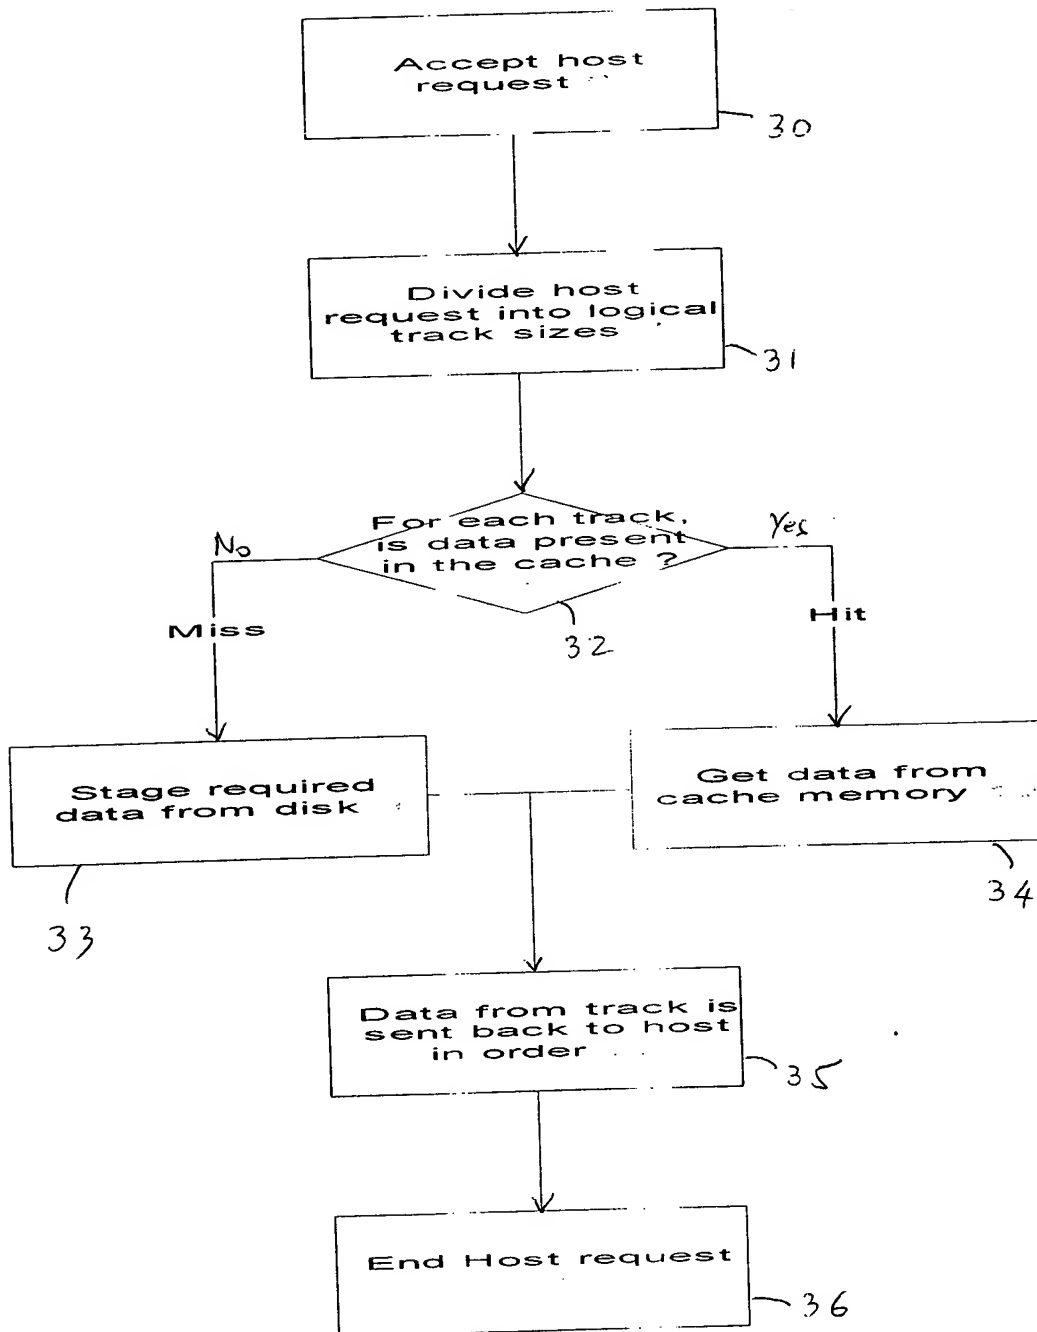 Accept host
request
30
Divide host
request into logical
track sizes
31
For each track,
is data present
in the cache ?
No
Yes
Miss
Hit
32
Stage required
data from disk
Get data from
cache memory
33
34
Data from track is
sent back to host
in order
35
End Host request
36